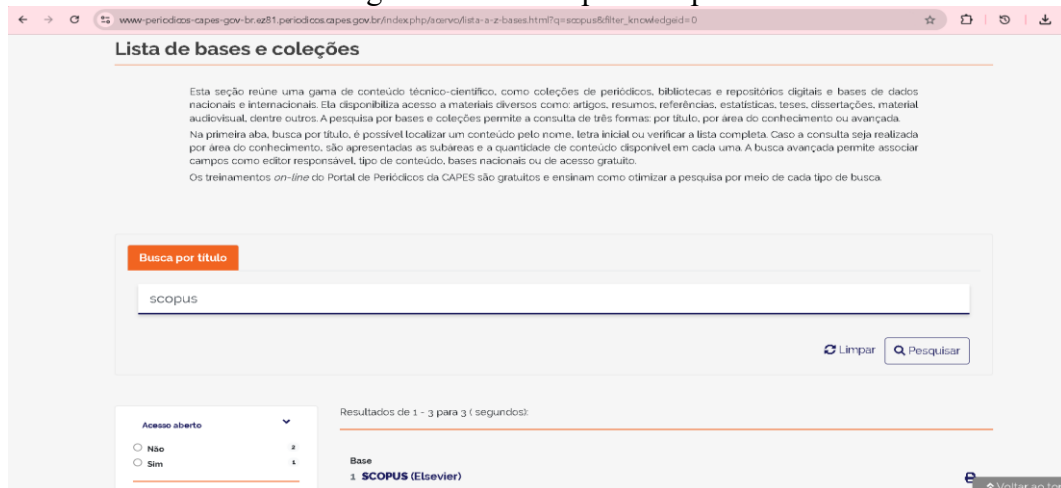 www-periodicos-capes-gov-br.ez81.periodicos.capes.gov.br/index.php/acervo/lista-a-z-bases.html?q=scopus&filter_knowledgeid=0
Lista de bases e coleções
Esta seção reúne uma gama de conteúdo técnico-científico, como coleções de periódicos, bibliotecas e repositórios digitais e bases de dados
nacionais e internacionais. Ela disponibiliza acesso a materiais diversos como: artigos, resumos, referências, estatísticas, teses, dissertações, material
audiovisual, dentre outros. A pesquisa por bases e coleções permite a consulta de três formas: por título, por área do conhecimento ou avançada.
Na primeira aba, busca por título, é possível localizar um conteúdo pelo nome, letra inicial ou verificar a lista completa. Caso a consulta seja realizada
por área do conhecimento, são apresentadas as subáreas e a quantidade de conteúdo disponível em cada uma. A busca avançada permite associar
campos como editor responsável, tipo de conteúdo, bases nacionais ou de acesso gratuito.
Os treinamentos on-line do Portal de Periódicos da CAPES são gratuitos e ensinam como otimizar a pesquisa por meio de cada tipo de busca.
Busca por título
scopus
Limpar Pesquisar
Acesso aberto
Não 2
Sim 1
Resultados de 1 - 3 para 3 ( segundos):
Base
1 SCOPUS (Elsevier)
Voltar ao